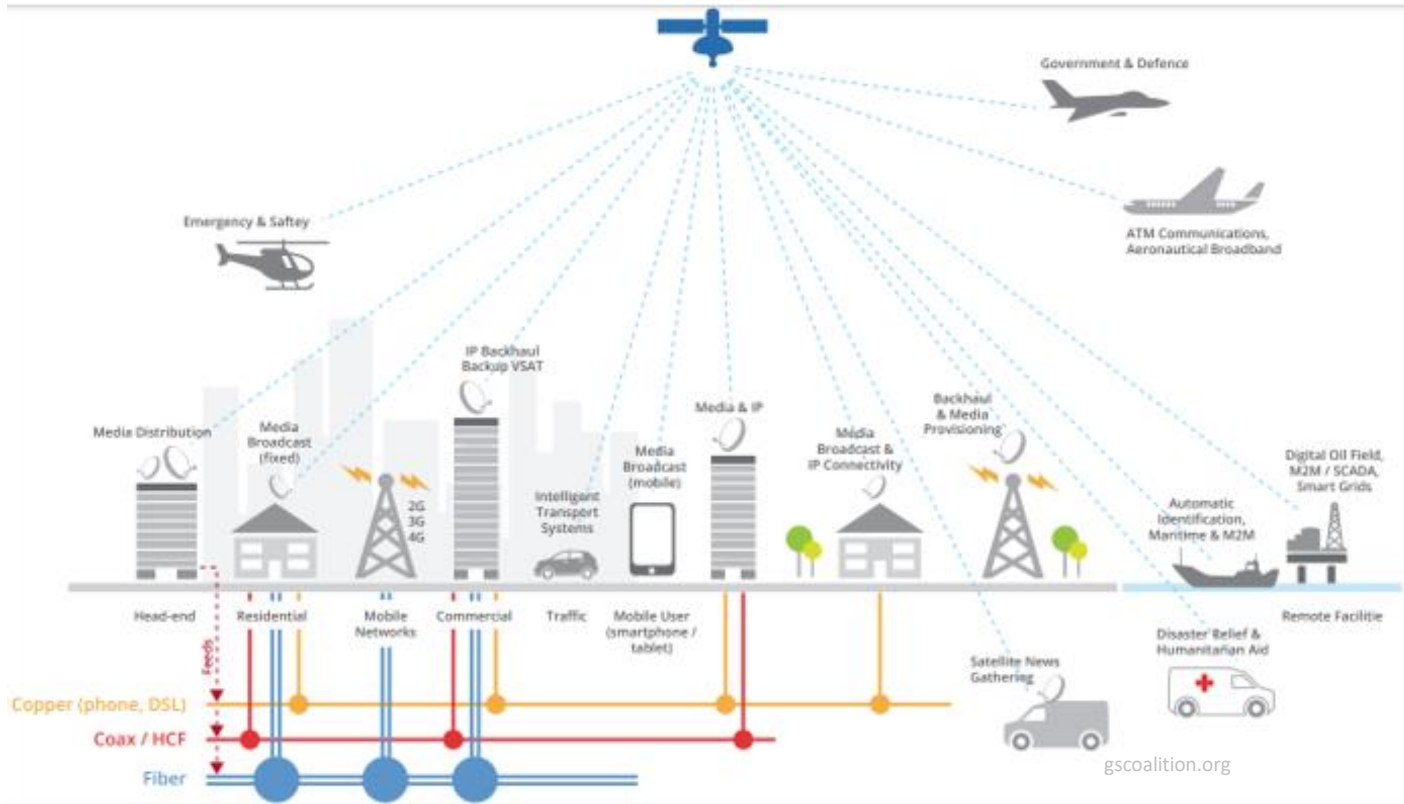 Government & Defence
ATM Communications,
Aeronautical Broadband
Emergency & Saftey
IP Backhaul
Backup VSAT
Media Distribution
Media
Broadcast
(fixed)
2G
3G
4G
Intelligent
Transport
Systems
Media
Broadcast
(mobile)
Media & IP
Media
Broadcast &
IP Connectivity
Backhaul
& Media
Provisioning
Automatic
Identification,
Maritime & M2M
Digital Oil Field,
M2M / SCADA,
Smart Grids
Head-end
Residential
Mobile
Networks
Commercial
Traffic
Mobile User
(smartphone /
tablet)
Remote Facilitie
Feeds
Satellite News
Gathering
Disaster Relief &
Humanitarian Aid
Copper (phone, DSL)
Coax / HCF
Fiber
gscoalition.org